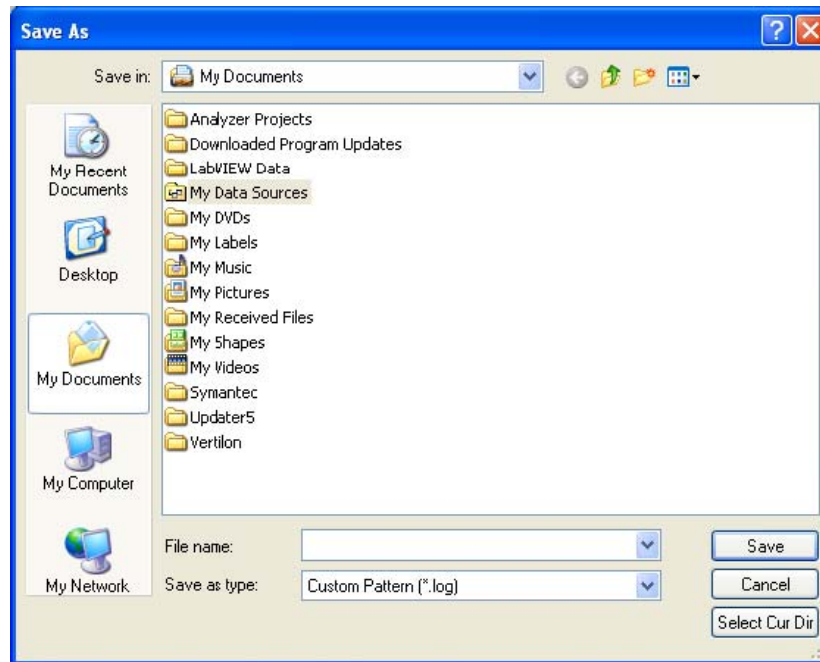 Save As
Save in:
My Documents
My Recent
Documents
Desktop
My Documents
My Computer
My Network
Analyzer Projects
Downloaded Program Updates
LabVIEW Data
My Data Sources
My DVDs
My Labels
My Music
My Pictures
My Received Files
My Shapes
My Videos
Symantec
Updater5
Vertilon
File name:
Save
Save as type:
Custom Pattern (*.log)
Cancel
Select Cur Dir